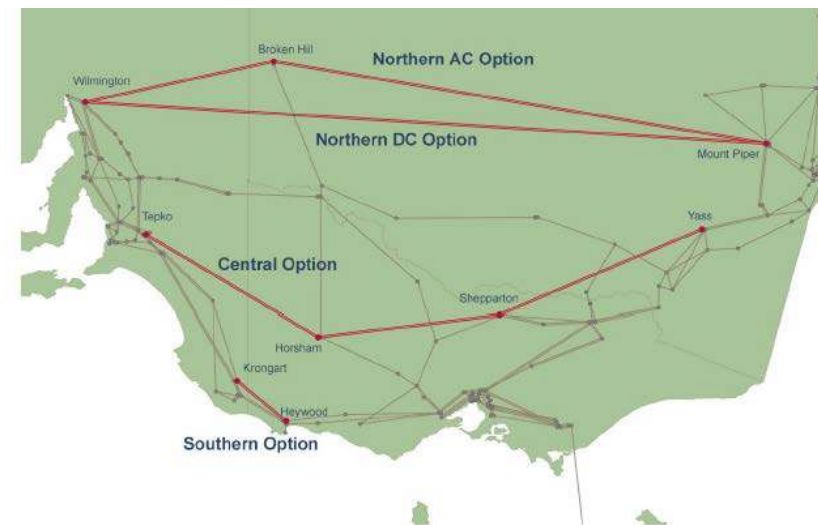 Broken Hill
Northern AC Option
Wilmington
Northern DC Option
Mount Piper
Tepko
Yass
Central Option
Shepparton
Horsham
Krongart
Heywood
Southern Option